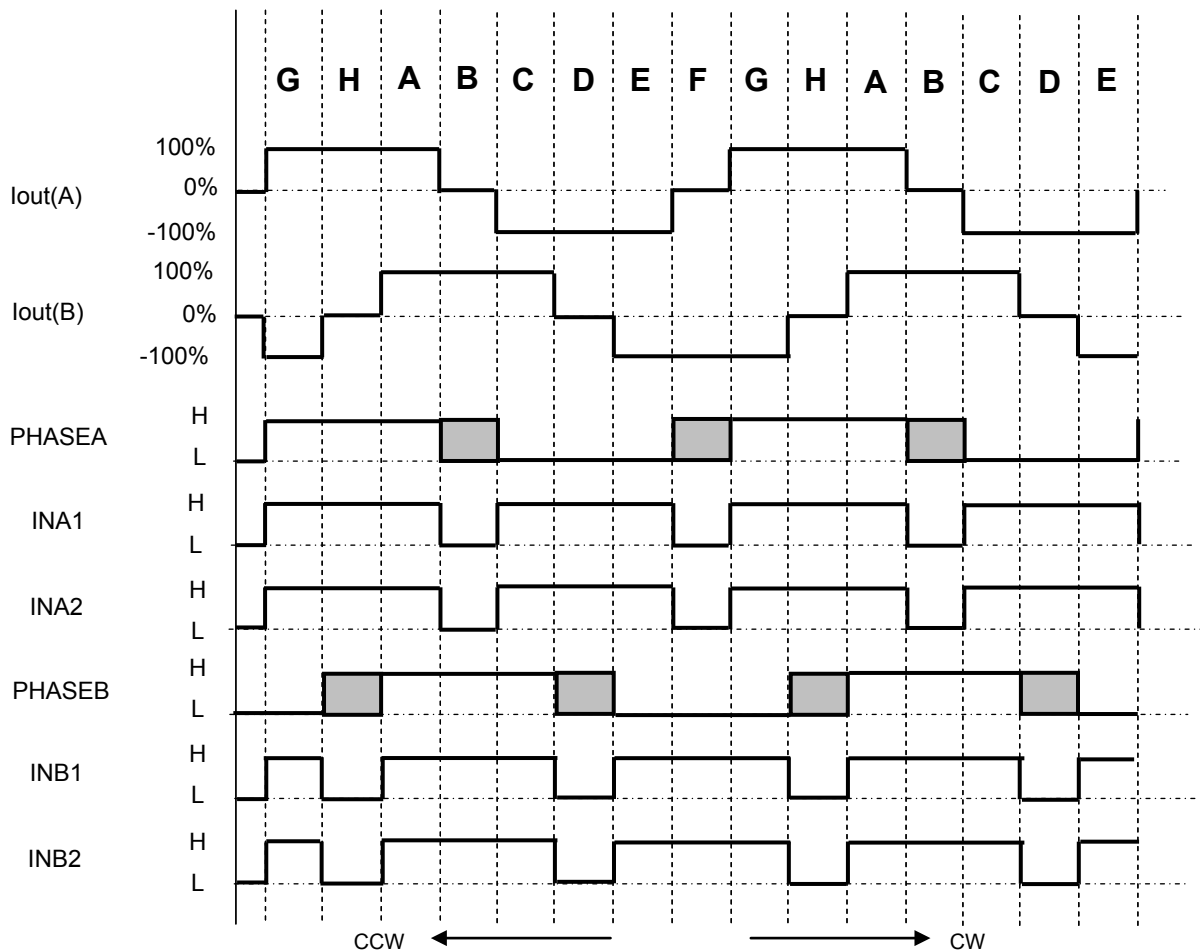 G H A B C D E F G H A B C D E
100%
Iout(A) 0%
-100%
100%
Iout(B) 0%
-100%
H
PHASEA
L
H
INA1
L
H
INA2
L
H
PHASEB
L
H
INB1
L
H
INB2
L
CCW CW